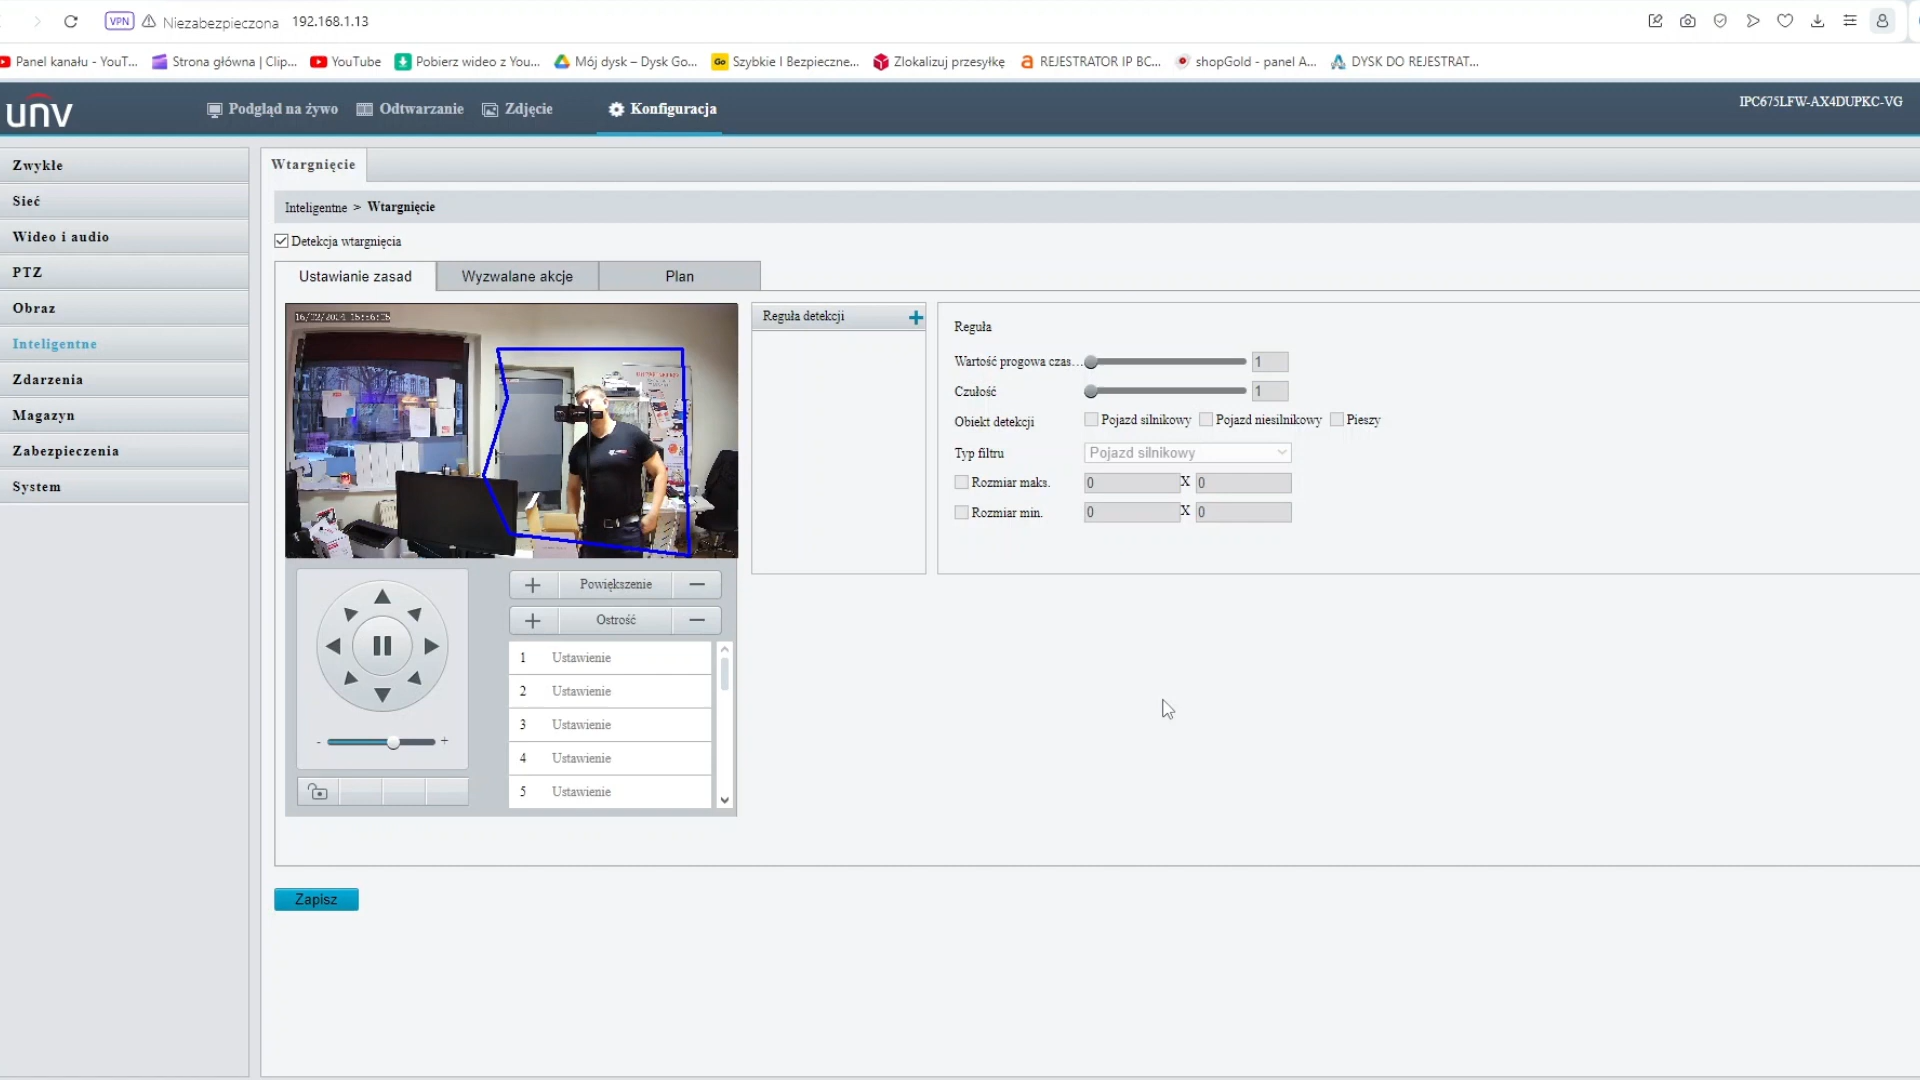 VPN Niezabezpieczona 192.168.1.13
Panel kanału - YouT... Strona główna | Clip... YouTube Pobierz wideo z You... Mój dysk – Dysk Go... Go Szybkie I Bezpieczne... Zlokalizuj przesyłkę a REJESTRATOR IP BC... shopGold - panel A... DYSK DO REJESTRAT...
unv Podgląd na żywo Odtwarzanie Zdjęcie Konfiguracja IPC675LFW-AX4DUPKC-VG
Zwykłe
Sieć
Wideo i audio
PTZ
Obraz
Inteligentne
Zdarzenia
Magazyn
Zabezpieczenia
System
Wtargnięcie
Inteligentne > Wtargnięcie
Detekcja wtargnięcia
Ustawianie zasad Wyzwalane akcje Plan
Reguła detekcji +
Reguła
Wartość progowa czas... 1
Czułość 1
Obiekt detekcji Pojazd silnikowy Pojazd niesilnikowy Pieszy
Typ filtru Pojazd silnikowy
Rozmiar maks. 0 X 0
Rozmiar min. 0 X 0
+ Powiększenie −
+ Ostrość −
1 Ustawienie
2 Ustawienie
3 Ustawienie
4 Ustawienie
5 Ustawienie
- +
Zapisz